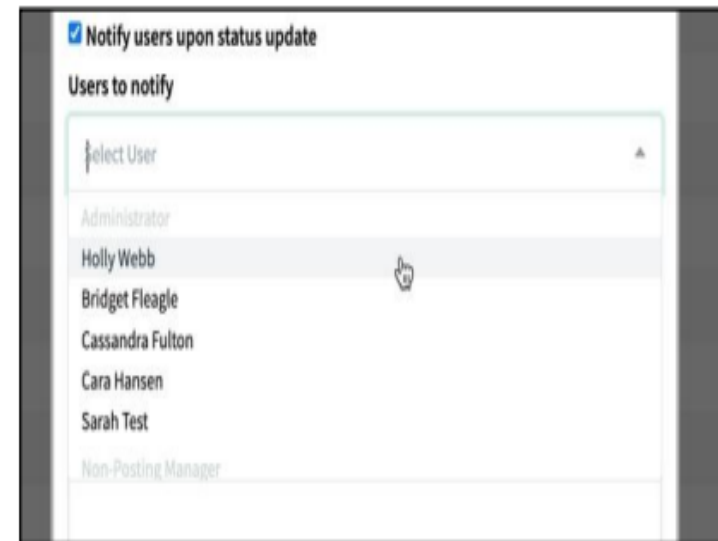 Notify users upon status update
Users to notify
Select User
Administrator
Holly Webb
Bridget Fleagle
Cassandra Fulton
Cara Hansen
Sarah Test
Non-Posting Manager